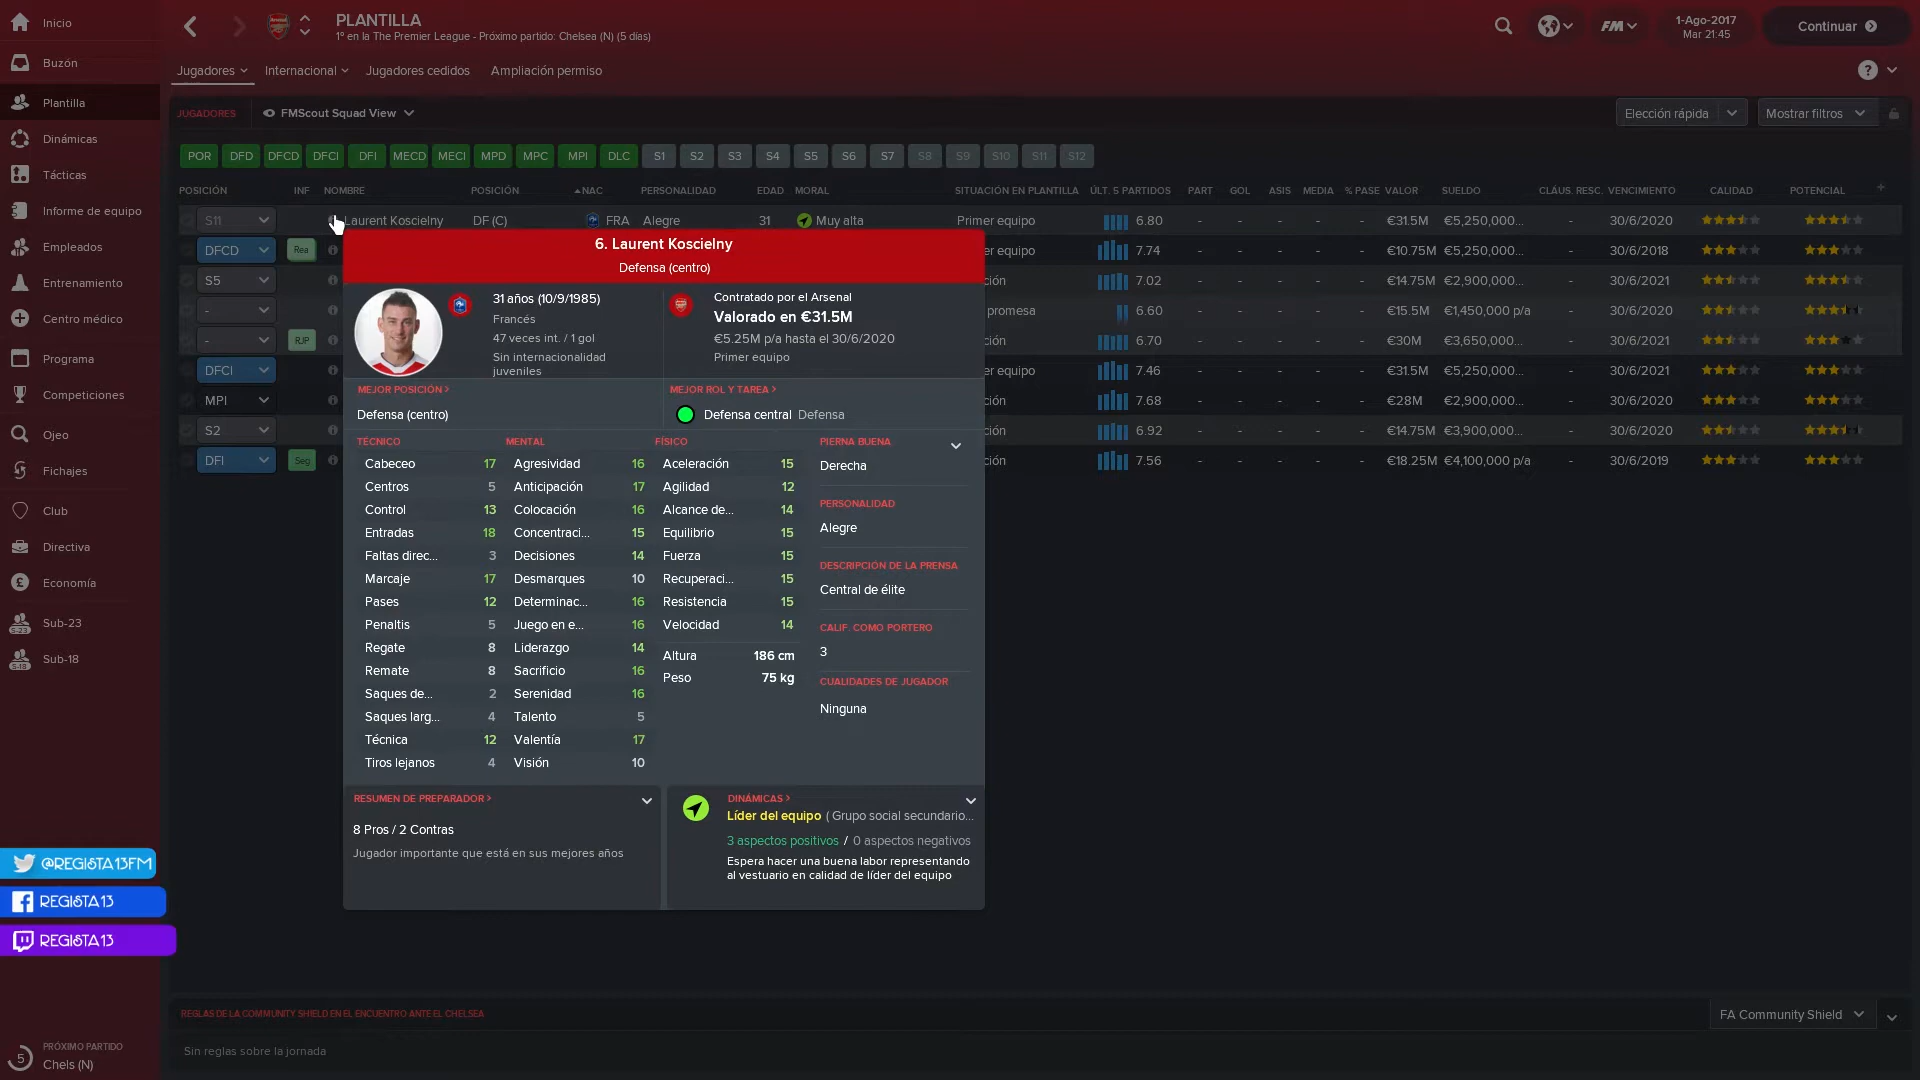 Inicio
Buzón
Plantilla
Dinámicas
Tácticas
Informe de equipo
Empleados
Entrenamiento
Centro médico
Programa
Competiciones
Ojeo
Fichajes
Club
Directiva
Economía
Sub-23
Sub-18
@REGISTA13FM
REGISTA13
REGISTA13
5 PRÓXIMO PARTIDO
Chels (N)
PLANTILLA
1º en la The Premier League - Próximo partido: Chelsea (N) (5 días)
FM
1-Ago-2017
Mar 21:45
Continuar
Jugadores Internacional Jugadores cedidos Ampliación permiso
JUGADORES FMScout Squad View Elección rápida Mostrar filtros
POR DFD DFCD DFCI DFI MECD MECI MPD MPC MPI DLC S1 S2 S3 S4 S5 S6 S7 S8 S9 S10 S11 S12
POSICIÓN INF NOMBRE POSICIÓN NAC PERSONALIDAD EDAD MORAL SITUACIÓN EN PLANTILLA ÚLT. 5 PARTIDOS PART GOL ASIS MEDIA % PASE VALOR SUELDO CLÁUS. RESC. VENCIMIENTO CALIDAD POTENCIAL
S11 Laurent Koscielny DF (C) FRA Alegre 31 Muy alta Primer equipo 6.80 - - - - - €31.5M €5,250,000... - 30/6/2020
DFCD Rea er equipo 7.74 - - - - - €10.75M €5,250,000... - 30/6/2018
S5 ción 7.02 - - - - - €14.75M €2,900,000... - 30/6/2021
- promesa 6.60 - - - - - €15.5M €1,450,000 p/a - 30/6/2020
- RJP ción 6.70 - - - - - €30M €3,650,000... - 30/6/2021
DFCI er equipo 7.46 - - - - - €31.5M €5,250,000... - 30/6/2021
MPI ción 7.68 - - - - - €28M €2,900,000... - 30/6/2020
S2 ción 6.92 - - - - - €14.75M €3,900,000... - 30/6/2020
DFI Seg ción 7.56 - - - - - €18.25M €4,100,000 p/a - 30/6/2019
6. Laurent Koscielny
Defensa (centro)
31 años (10/9/1985)
Francés
47 veces int. / 1 gol
Sin internacionalidad
juveniles
Contratado por el Arsenal
Valorado en €31.5M
€5.25M p/a hasta el 30/6/2020
Primer equipo
MEJOR POSICIÓN >
Defensa (centro)
MEJOR ROL Y TAREA >
Defensa central Defensa
TÉCNICO
Cabeceo 17
Centros 5
Control 13
Entradas 18
Faltas direc... 3
Marcaje 17
Pases 12
Penaltis 5
Regate 8
Remate 8
Saques de... 2
Saques larg... 4
Técnica 12
Tiros lejanos 4
MENTAL
Agresividad 16
Anticipación 17
Colocación 16
Concentraci... 15
Decisiones 14
Desmarques 10
Determinac... 16
Juego en e... 16
Liderazgo 14
Sacrificio 16
Serenidad 16
Talento 5
Valentía 17
Visión 10
FÍSICO
Aceleración 15
Agilidad 12
Alcance de... 14
Equilibrio 15
Fuerza 15
Recuperaci... 15
Resistencia 15
Velocidad 14
Altura 186 cm
Peso 75 kg
PIERNA BUENA
Derecha
PERSONALIDAD
Alegre
DESCRIPCIÓN DE LA PRENSA
Central de élite
CALIF. COMO PORTERO
3
CUALIDADES DE JUGADOR
Ninguna
RESUMEN DE PREPARADOR >
8 Pros / 2 Contras
Jugador importante que está en sus mejores años
DINÁMICAS >
Líder del equipo ( Grupo social secundario...
3 aspectos positivos / 0 aspectos negativos
Espera hacer una buena labor representando
al vestuario en calidad de líder del equipo
REGLAS DE LA COMMUNITY SHIELD EN EL ENCUENTRO ANTE EL CHELSEA
FA Community Shield
Sin reglas sobre la jornada